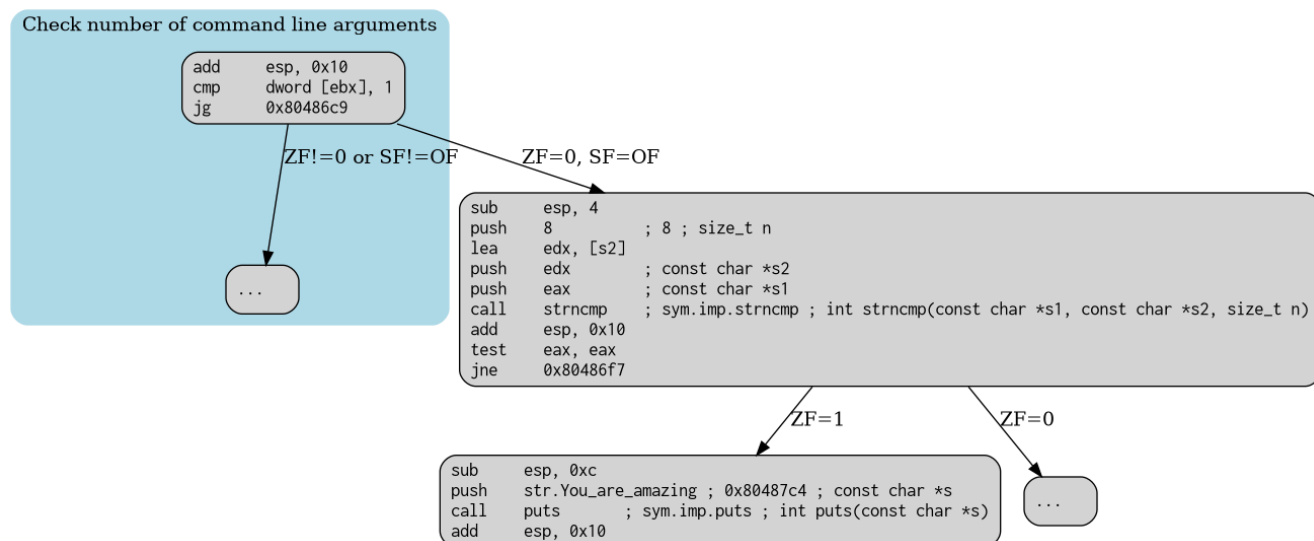 Check number of command line arguments
add esp, 0x10
cmp dword [ebx], 1
jg 0x80486c9
ZF!=0 or SF!=OF
ZF=0, SF=OF
...
sub esp, 4
push 8 ; 8 ; size_t n
lea edx, [s2]
push edx ; const char *s2
push eax ; const char *s1
call strncmp ; sym.imp.strncmp ; int strncmp(const char *s1, const char *s2, size_t n)
add esp, 0x10
test eax, eax
jne 0x80486f7
ZF=1
ZF=0
sub esp, 0xc
push str.You_are_amazing ; 0x80487c4 ; const char *s
call puts ; sym.imp.puts ; int puts(const char *s)
add esp, 0x10
...